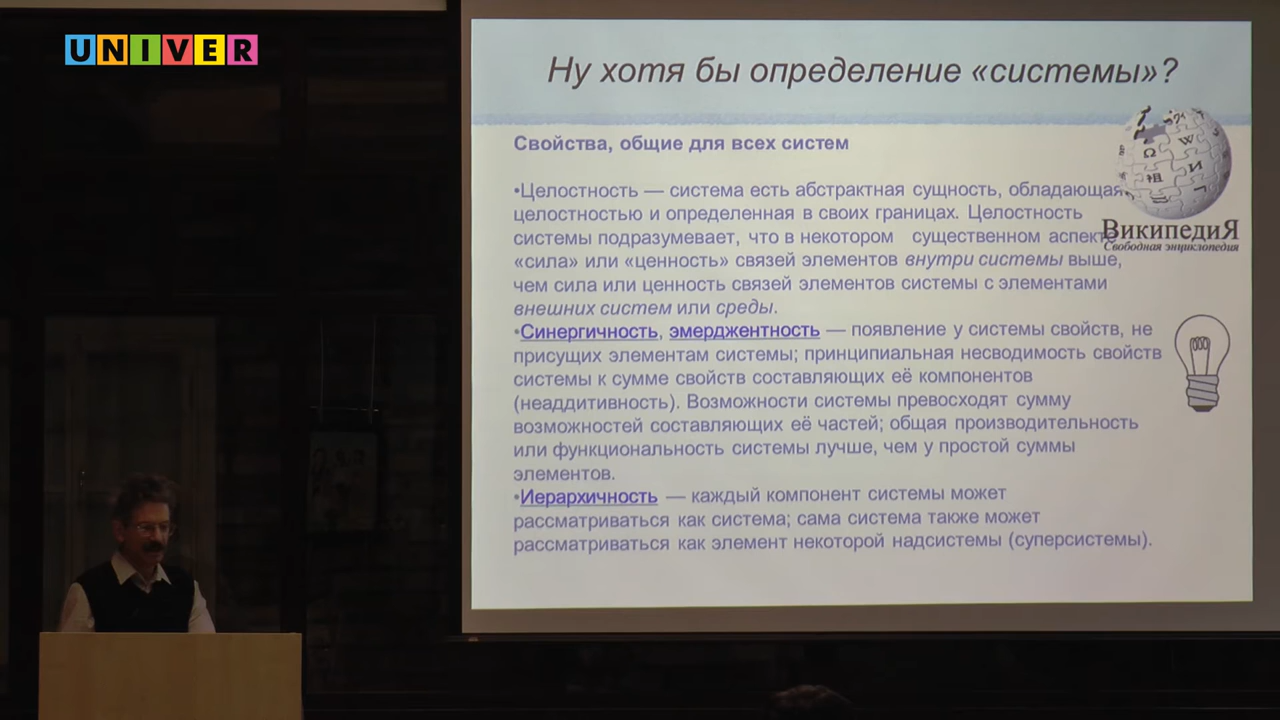 UNIVER
Ну хотя бы определение «системы»?
Свойства, общие для всех систем
•Целостность — система есть абстрактная сущность, обладающая
целостностью и определенная в своих границах. Целостность
системы подразумевает, что в некотором существенном аспекте
«сила» или «ценность» связей элементов внутри системы выше,
чем сила или ценность связей элементов системы с элементами
внешних систем или среды.
•Синергичность, эмерджентность — появление у системы свойств, не
присущих элементам системы; принципиальная несводимость свойств
системы к сумме свойств составляющих её компонентов
(неаддитивность). Возможности системы превосходят сумму
возможностей составляющих её частей; общая производительность
или функциональность системы лучше, чем у простой суммы
элементов.
•Иерархичность — каждый компонент системы может
рассматриваться как система; сама система также может
рассматриваться как элемент некоторой надсистемы (суперсистемы).
Ω W И
ВикипедиЯ
Свободная энциклопедия